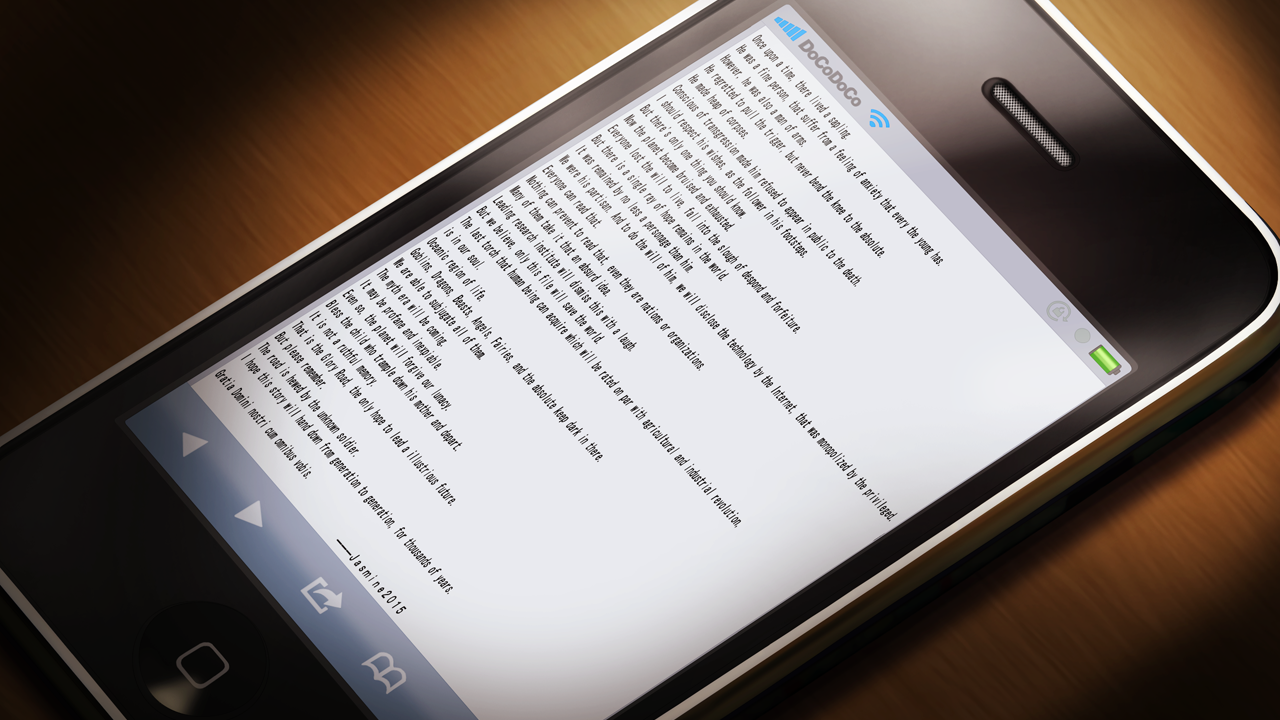 DoCoDoCo
Once upon a time, there lived a sapling
He was a fine person, that suffer from a feeling of anxiety that every the young has.
However, he was also a man of arms.
He regretted to pull the trigger, but never bend the knee to the absolute.
He made heap of corpses.
Conscious of transgression made him refused to appear in public to the death.
I should respect his wishes, as the follower in his footsteps.
But there is only one thing you should know.
Now the planet became bruised and exhausted.
Everyone lost the will to live, fall into the slough of despond and forfeiture.
But there is a single ray of hope remains in the world.
It was remained by no less a personage than him.
We were his partisan. And to do the will of him, we will disclose the technology by the Internet, that was monopolized by the privileged.
Everyone can read that.
Nothing can prevent to read that, even they are nations or organizations.
Many of them take it that an absurd idea.
Leading research institute will dismiss this with a laugh.
But we believe, only this file will save the world.
The last torch that human being can acquire which will be rated on par with agricultural and industrial revolution,
is in our soul.
Oceanic region of life.
Goblins, Dragons, Beasts, Angels, Fairies and the absolute keep dark in there.
We are able to subjugate all of them.
The myth era will be coming.
It may be profane and inexpiable.
Even so, the planet will forgive our lunacy.
Bless the child who trample down his mother and depart.
It is not a ruthful memory.
That is the Glory Road, the only hope to lead a illustrious future.
But please remember.
The road is hewed by the unknown soldier.
I hope this story will hand down from generation to generation, for thousands of years.
Gratia Domini nostri cum omnibus vobis.
―Jasmine2015